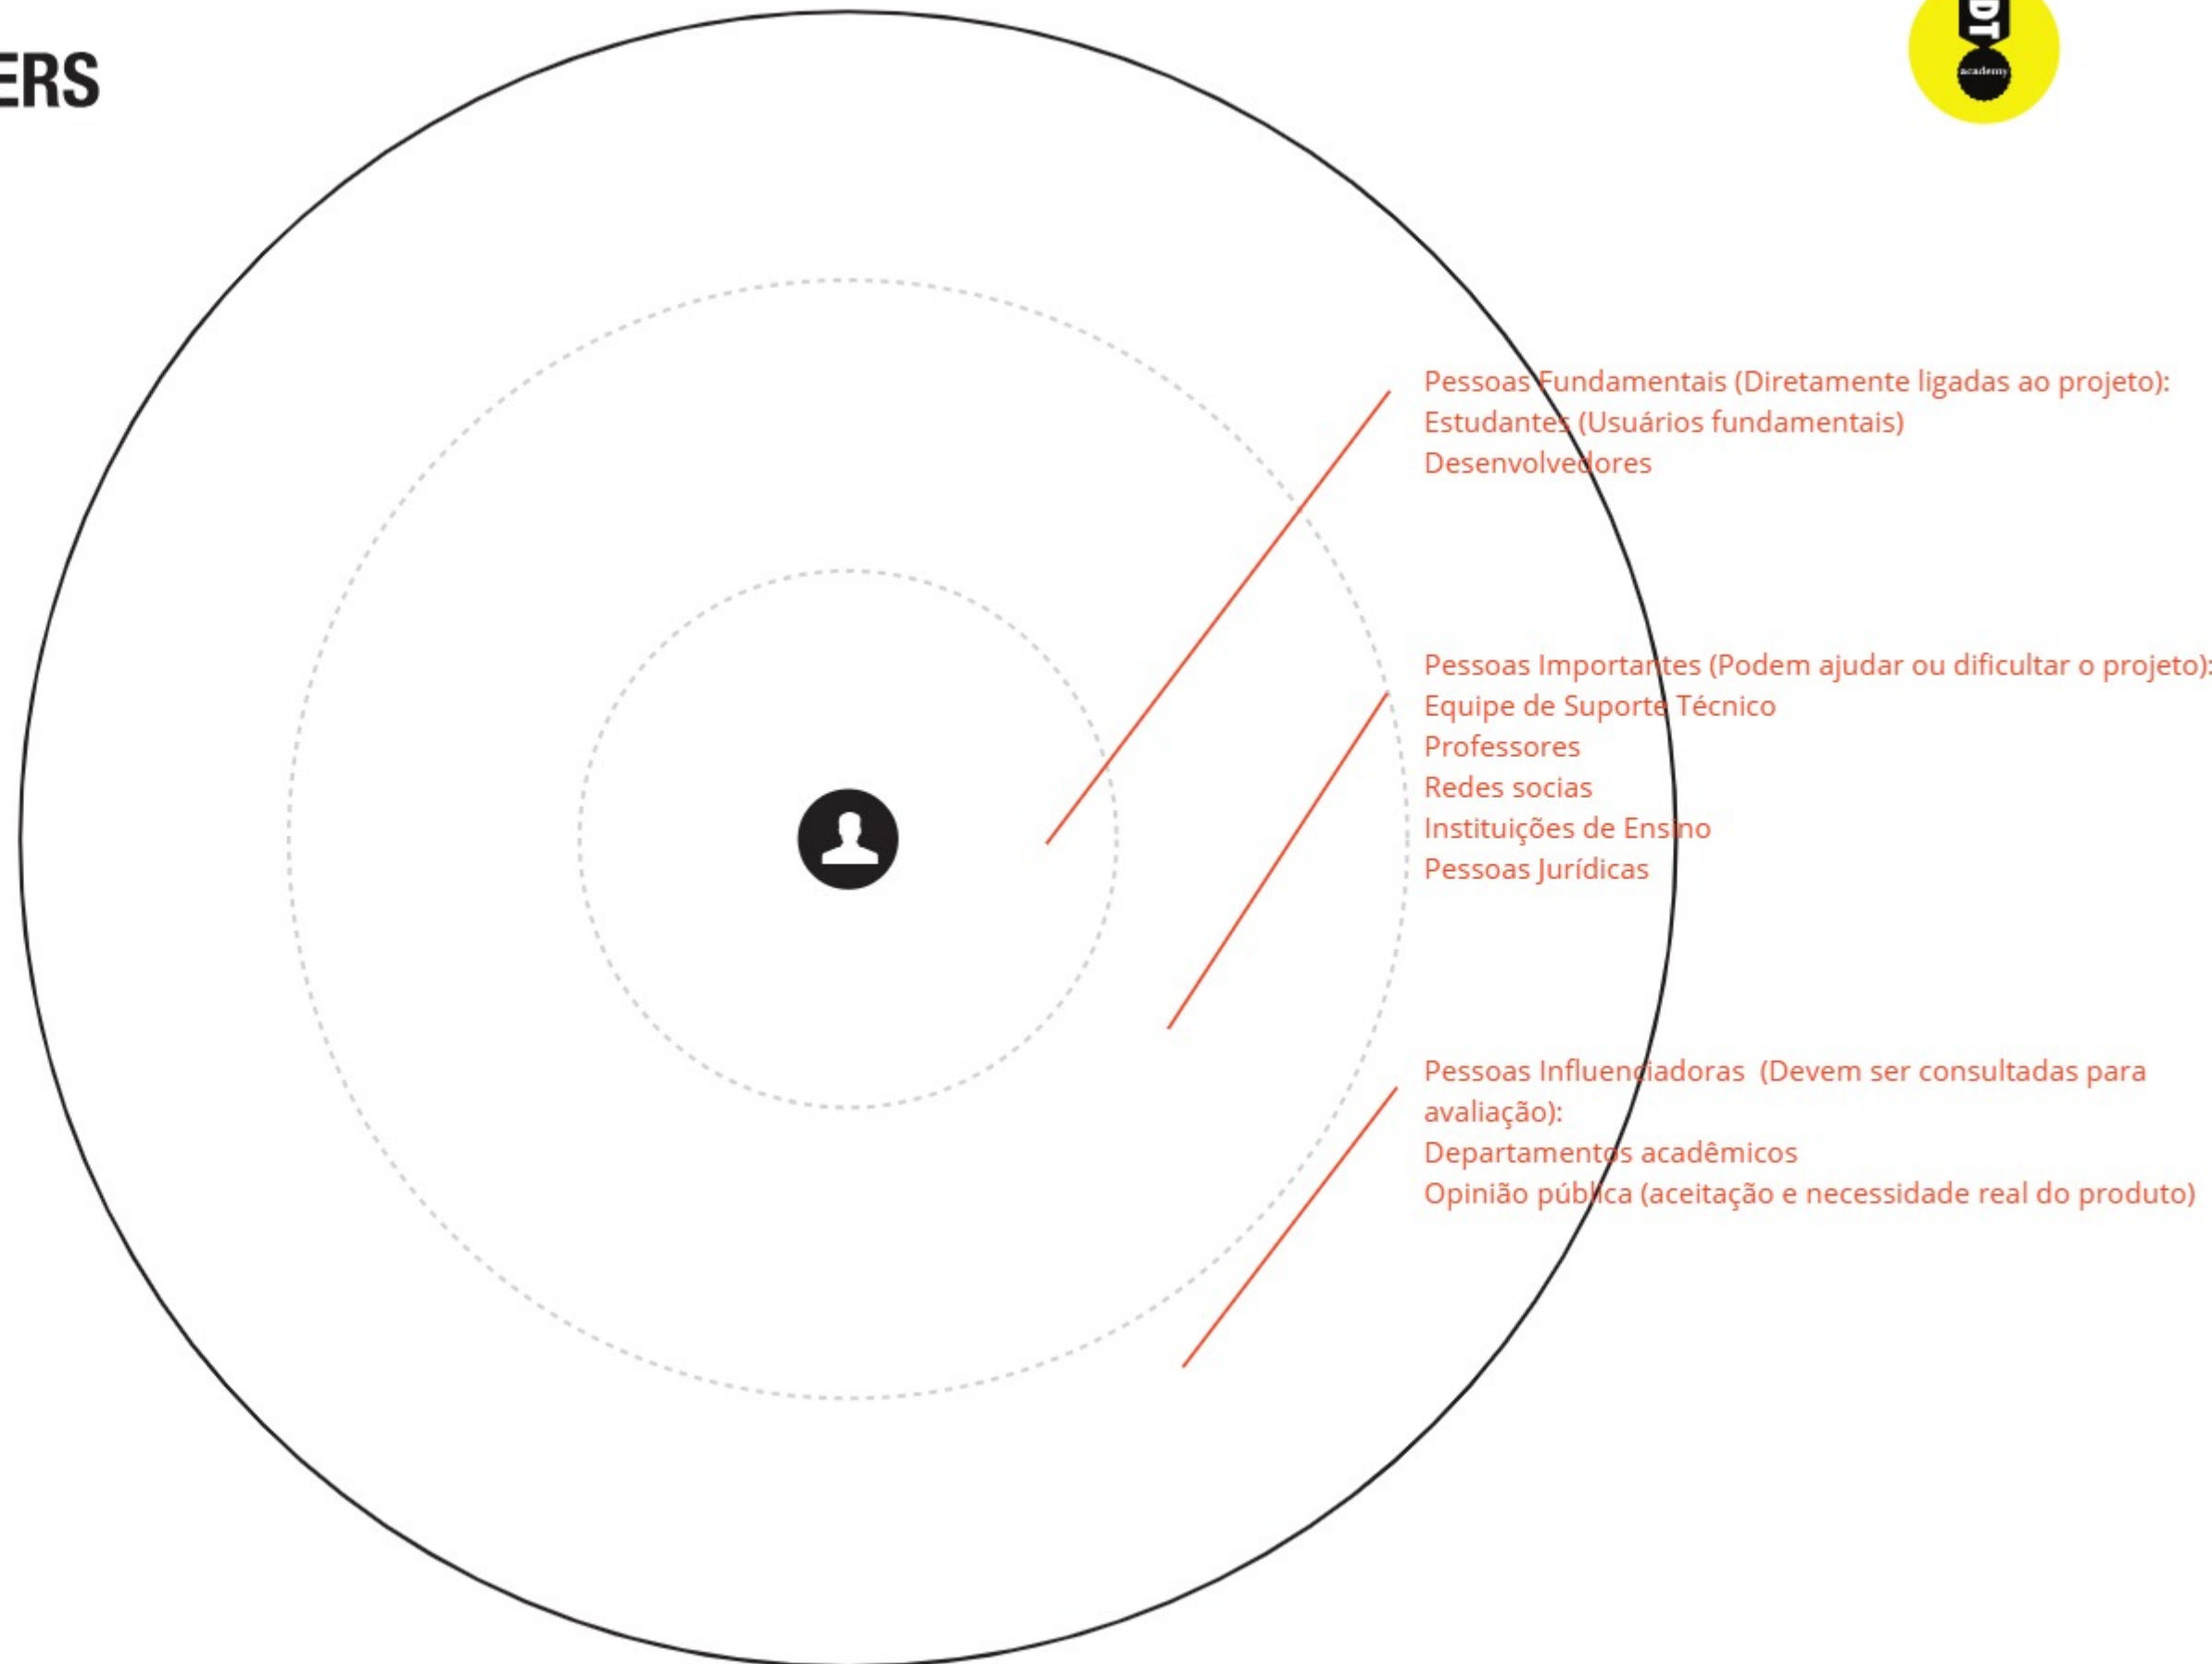 ERS
DT
academy
Pessoas Fundamentais (Diretamente ligadas ao projeto):
Estudantes (Usuários fundamentais)
Desenvolvedores
Pessoas Importantes (Podem ajudar ou dificultar o projeto):
Equipe de Suporte Técnico
Professores
Redes socias
Instituições de Ensino
Pessoas Jurídicas
Pessoas Influenciadoras (Devem ser consultadas para
avaliação):
Departamentos acadêmicos
Opinião pública (aceitação e necessidade real do produto)